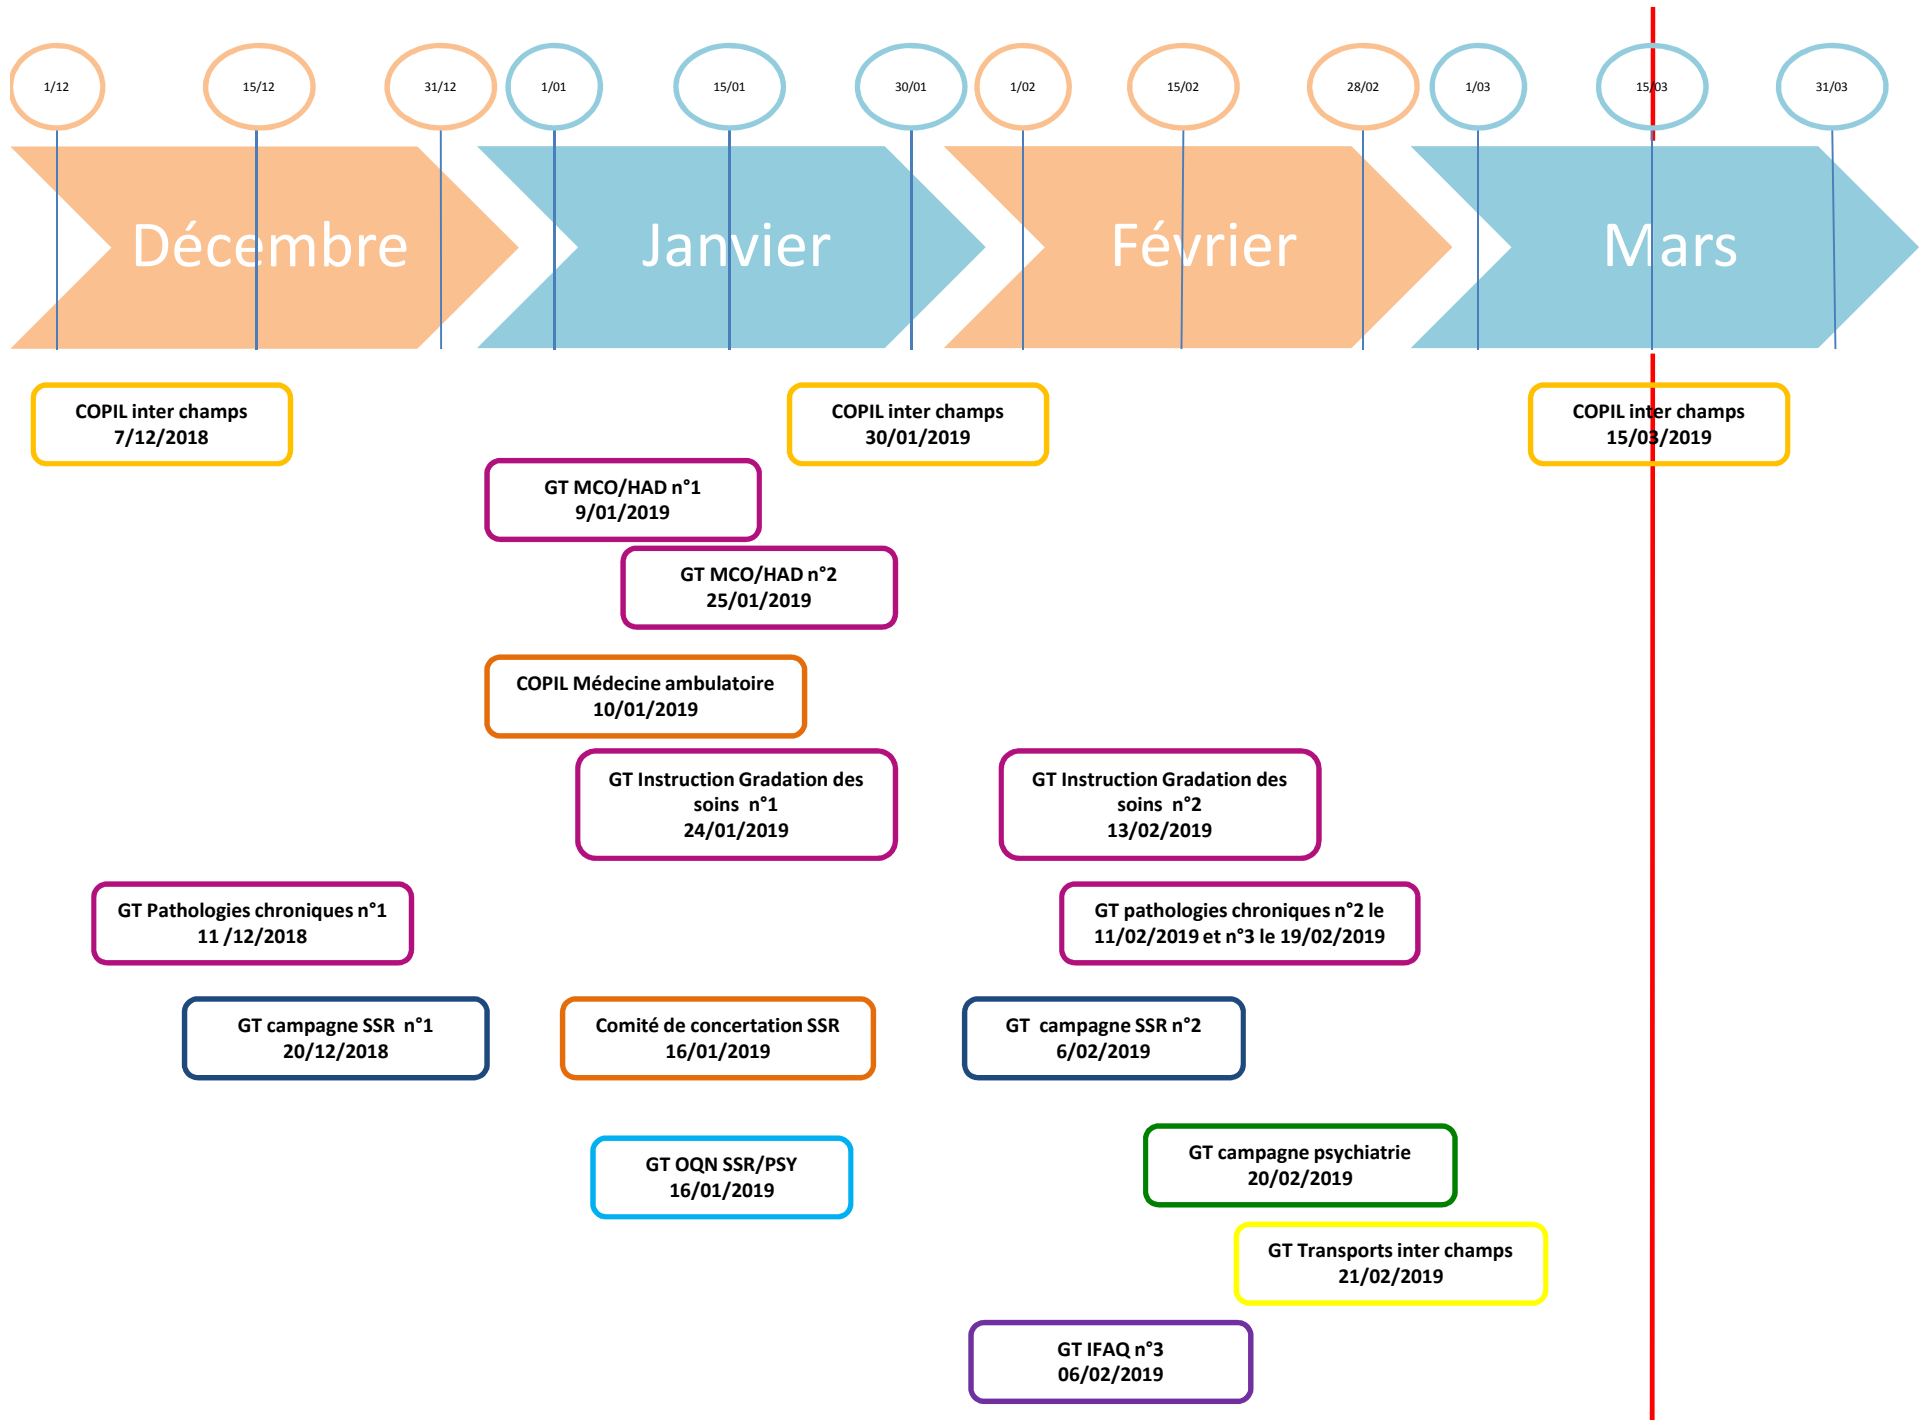 1/12
15/12
31/12
1/01
15/01
30/01
1/02
15/02
28/02
1/03
15/03
31/03
Décembre
Janvier
Février
Mars
COPIL inter champs
7/12/2018
COPIL inter champs
30/01/2019
COPIL inter champs
15/03/2019
GT MCO/HAD n°1
9/01/2019
GT MCO/HAD n°2
25/01/2019
COPIL Médecine ambulatoire
10/01/2019
GT Instruction Gradation des
soins n°1
24/01/2019
GT Instruction Gradation des
soins n°2
13/02/2019
GT Pathologies chroniques n°1
11 /12/2018
GT pathologies chroniques n°2 le
11/02/2019 et n°3 le 19/02/2019
GT campagne SSR n°1
20/12/2018
Comité de concertation SSR
16/01/2019
GT campagne SSR n°2
6/02/2019
GT OQN SSR/PSY
16/01/2019
GT campagne psychiatrie
20/02/2019
GT Transports inter champs
21/02/2019
GT IFAQ n°3
06/02/2019